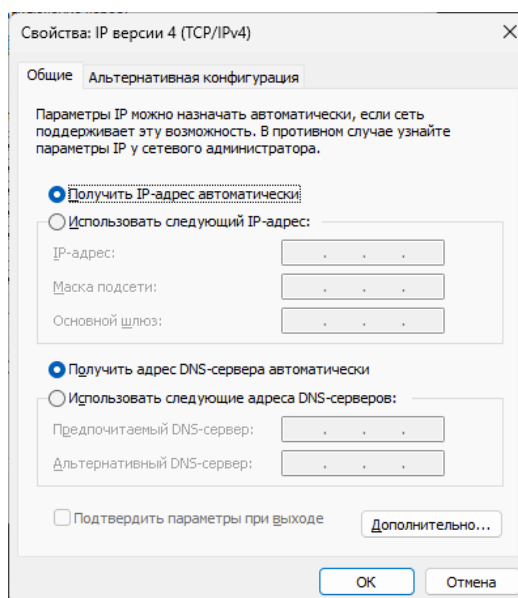 Свойства: IP версии 4 (TCP/IPv4)
Общие
Альтернативная конфигурация
Параметры IP можно назначать автоматически, если сеть
поддерживает эту возможность. В противном случае узнайте
параметры IP у сетевого администратора.
Получить IP-адрес автоматически
Использовать следующий IP-адрес:
IP-адрес:
Маска подсети:
Основной шлюз:
Получить адрес DNS-сервера автоматически
Использовать следующие адреса DNS-серверов:
Предпочитаемый DNS-сервер:
Альтернативный DNS-сервер:
Подтвердить параметры при выходе
Дополнительно...
ОК
Отмена